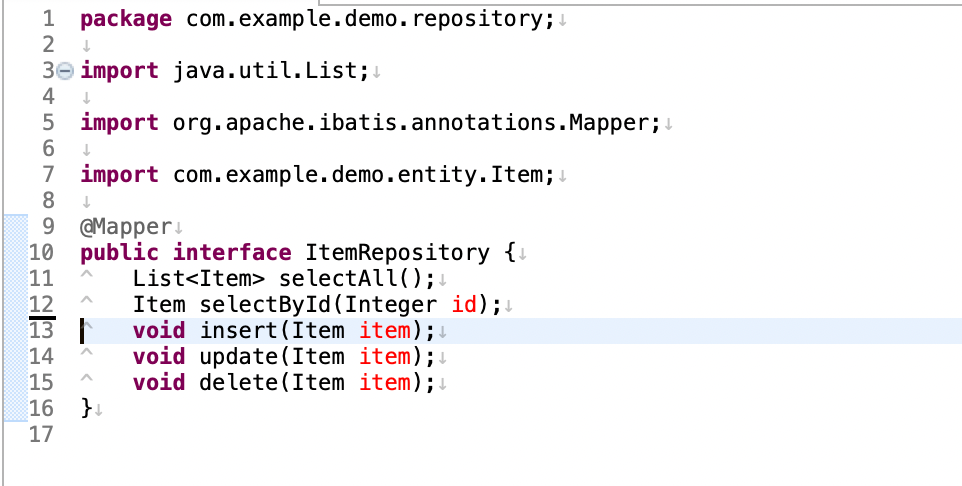 1 package com.example.demo.repository;↓
2 ↓
3 import java.util.List;↓
4 ↓
5 import org.apache.ibatis.annotations.Mapper;↓
6 ↓
7 import com.example.demo.entity.Item;↓
8 ↓
9 @Mapper↓
10 public interface ItemRepository {↓
11 ^ List<Item> selectAll();↓
12 ^ Item selectById(Integer id);↓
13 ^ void insert(Item item);↓
14 ^ void update(Item item);↓
15 ^ void delete(Item item);↓
16 }↓
17